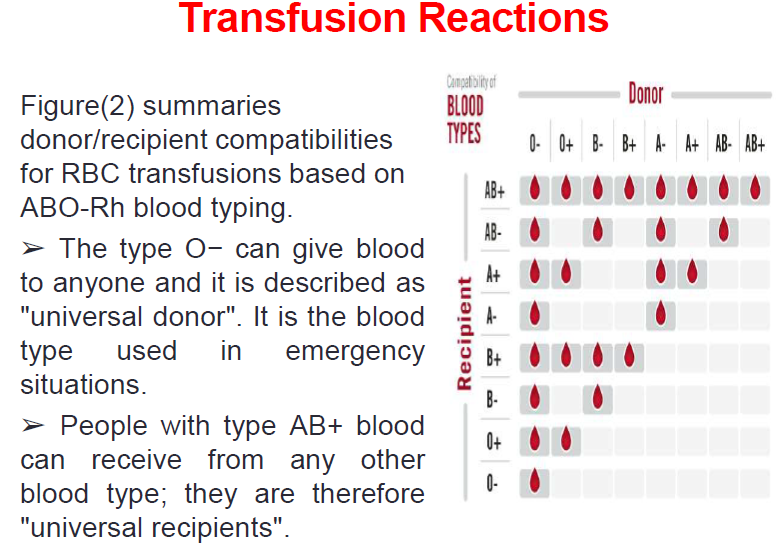 Transfusion Reactions
Figure(2) summaries
donor/recipient compatibilities
for RBC transfusions based on
ABO-Rh blood typing.
➢ The type O− can give blood
to anyone and it is described as
"universal donor". It is the blood
type used in emergency
situations.
➢ People with type AB+ blood
can receive from any other
blood type; they are therefore
"universal recipients".
Compatibility of
BLOOD
TYPES
Donor
O- O+ B- B+ A- A+ AB- AB+
Recipient
AB+
AB-
A+
A-
B+
B-
O+
O-